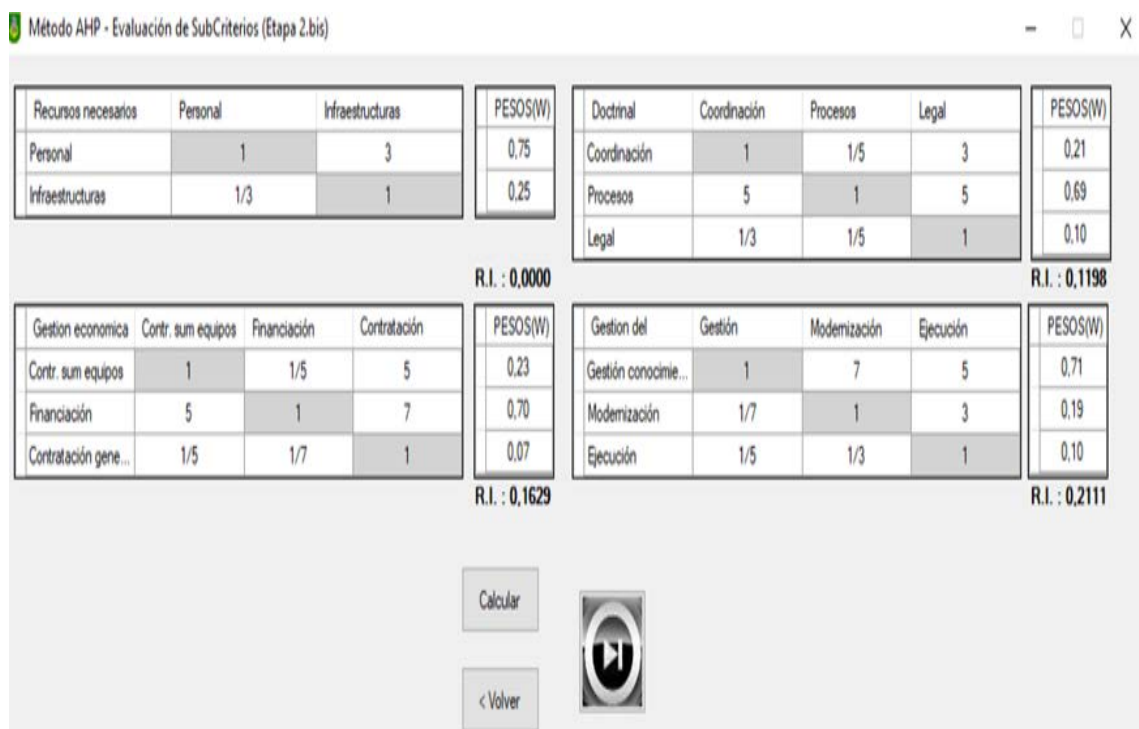 Método AHP - Evaluación de SubCriterios (Etapa 2.bis)
Recursos necesarios Personal Infraestructuras PESOS(W)
Personal 1 3 0,75
Infraestructuras 1/3 1 0,25
R.I. : 0,0000
Doctrinal Coordinación Procesos Legal PESOS(W)
Coordinación 1 1/5 3 0,21
Procesos 5 1 5 0,69
Legal 1/3 1/5 1 0,10
R.I. : 0,1198
Gestion economica Contr. sum equipos Financiación Contratación PESOS(W)
Contr. sum equipos 1 1/5 5 0,23
Financiación 5 1 7 0,70
Contratación gene... 1/5 1/7 1 0,07
R.I. : 0,1629
Gestion del Gestión Modernización Ejecución PESOS(W)
Gestión conocimie... 1 7 5 0,71
Modernización 1/7 1 3 0,19
Ejecución 1/5 1/3 1 0,10
R.I. : 0,2111
Calcular
< Volver